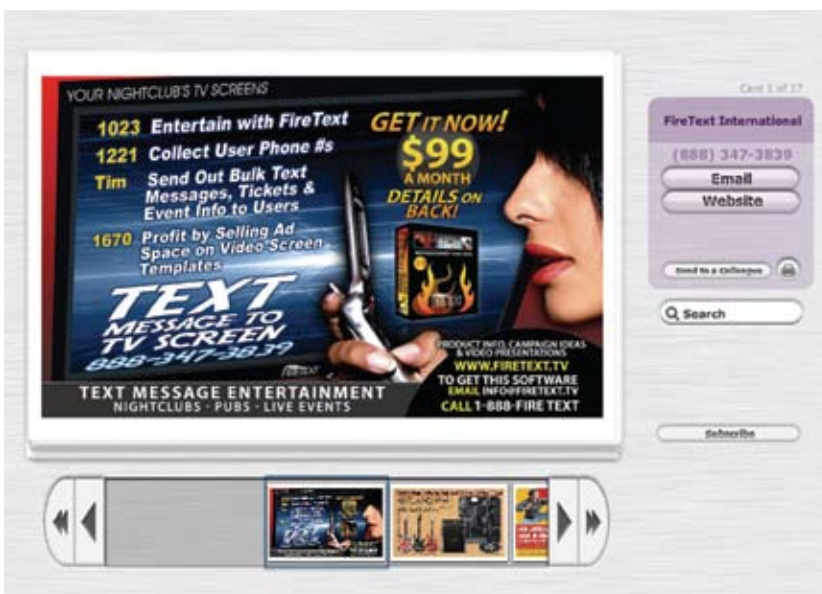 YOUR NIGHTCLUB'S TV SCREENS
1023 Entertain with FireText
1221 Collect User Phone #s
Tim Send Out Bulk Text
Messages, Tickets &
Event Info to Users
1670 Profit by Selling Ad
Space on Video Screen
Templates
TEXT
MESSAGE TO
TV SCREEN
888-347-3839
GET IT NOW!
$99
A MONTH
DETAILS ON
BACK!
PRODUCT INFO, CAMPAIGN IDEAS
& VIDEO PRESENTATIONS
WWW.FIRETEXT.TV
TO GET THIS SOFTWARE
EMAIL INFO@FIRETEXT.TV
CALL 1-888-FIRE TEXT
FIRETEXT
TEXT MESSAGE ENTERTAINMENT
NIGHTCLUBS · PUBS · LIVE EVENTS
Card 1 of 17
FireText International
(888) 347-3839
Email
Website
Send to a Colleague
Search
Subscribe